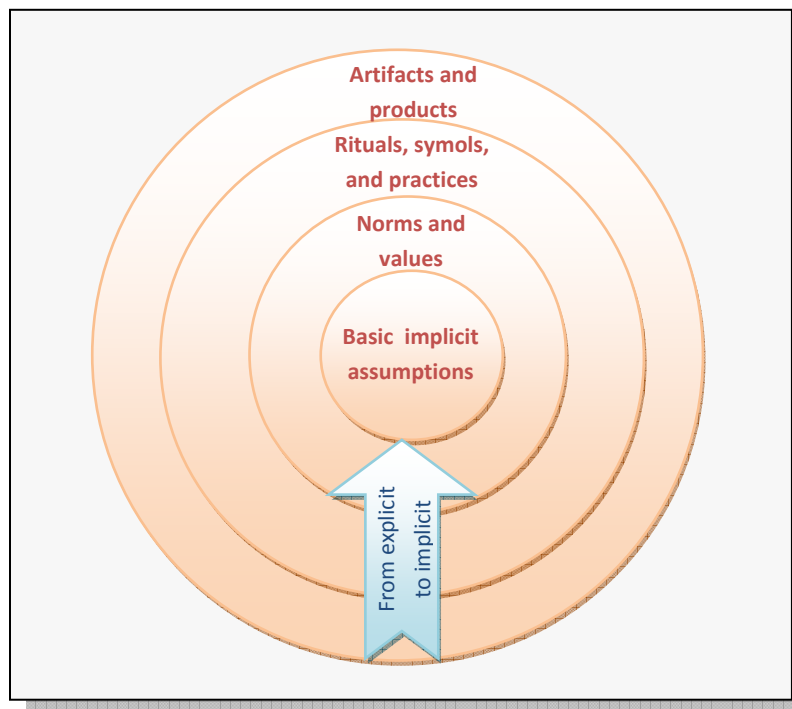 Artifacts and
products
Rituals, symols,
and practices
Norms and
values
Basic implicit
assumptions
From explicit
to implicit